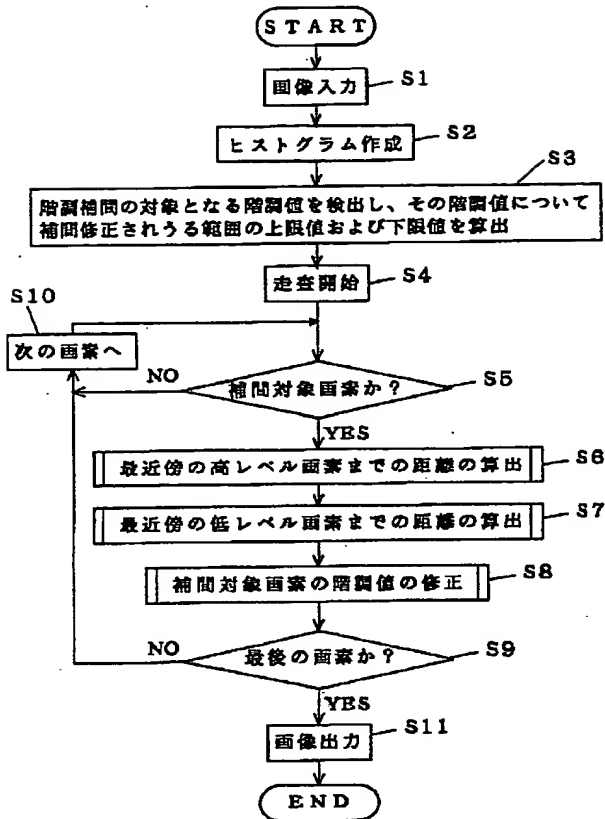 START
画像入力
S1
ヒストグラム作成
S2
S3
階調補間の対象となる階調値を検出し、その階調値について
補間修正されうる範囲の上限値および下限値を算出
走査開始
S4
S10
次の画素へ
NO
補間対象画素か？
S5
YES
最近傍の高レベル画素までの距離の算出
S6
最近傍の低レベル画素までの距離の算出
S7
補間対象画素の階調値の修正
S8
NO
最後の画素か？
S9
YES
画像出力
S11
END